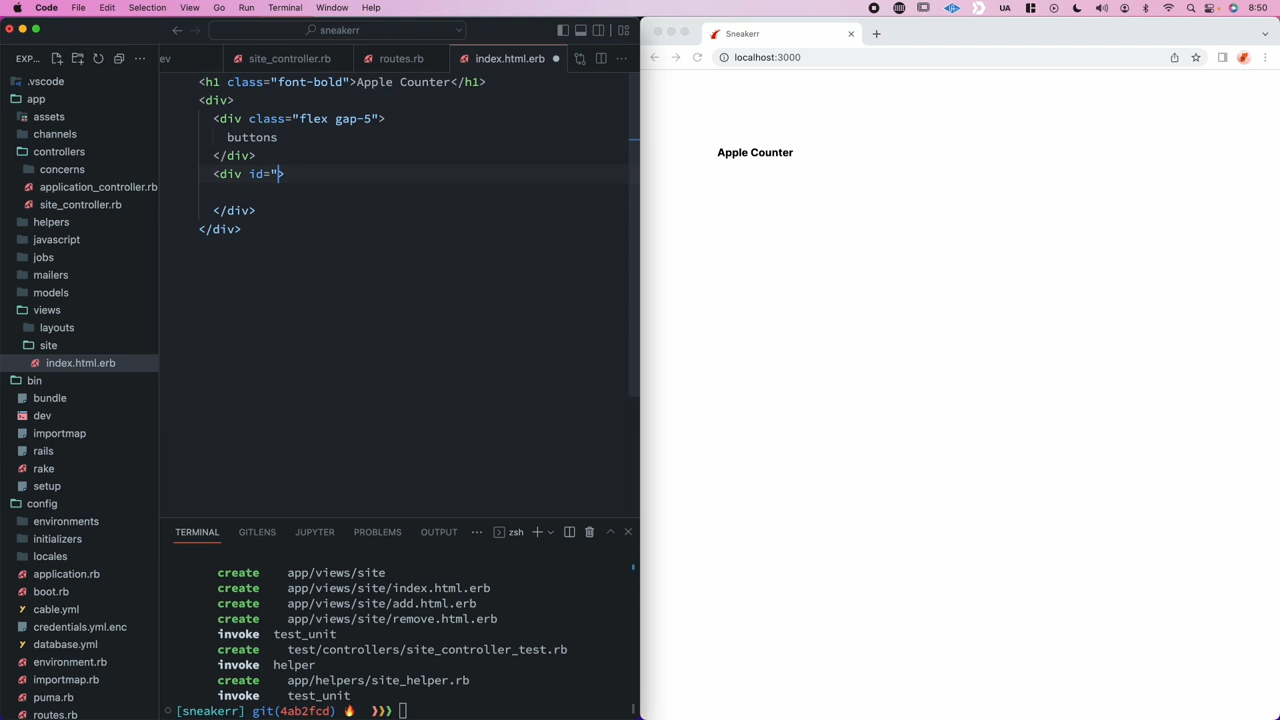 Code File Edit Selection View Go Run Terminal Window Help UA 8:50
sneakerr
Sneakerr
EXP... ev site_controller.rb routes.rb index.html.erb
localhost:3000
.vscode
app
assets
channels
controllers
concerns
application_controller.rb
site_controller.rb
helpers
javascript
jobs
mailers
models
views
layouts
site
index.html.erb
bin
bundle
dev
importmap
rails
rake
setup
config
environments
initializers
locales
application.rb
boot.rb
cable.yml
credentials.yml.enc
database.yml
environment.rb
importmap.rb
puma.rb
routes.rb
<h1 class="font-bold">Apple Counter</h1>
<div>
<div class="flex gap-5">
buttons
</div>
<div id=">
</div>
</div>
TERMINAL GITLENS JUPYTER PROBLEMS OUTPUT zsh
create app/views/site
create app/views/site/index.html.erb
create app/views/site/add.html.erb
create app/views/site/remove.html.erb
invoke test_unit
create test/controllers/site_controller_test.rb
invoke helper
create app/helpers/site_helper.rb
invoke test_unit
[sneakerr] git(4ab2fcd) 🔥 ❯❯❯
Apple Counter